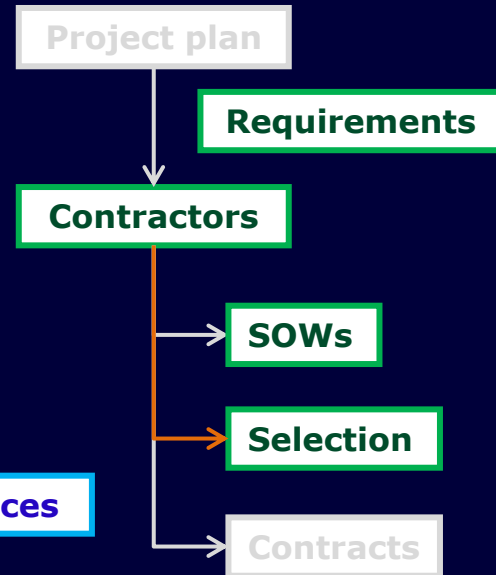 Project plan
Requirements
Contractors
SOWs
Selection
ces
Contracts